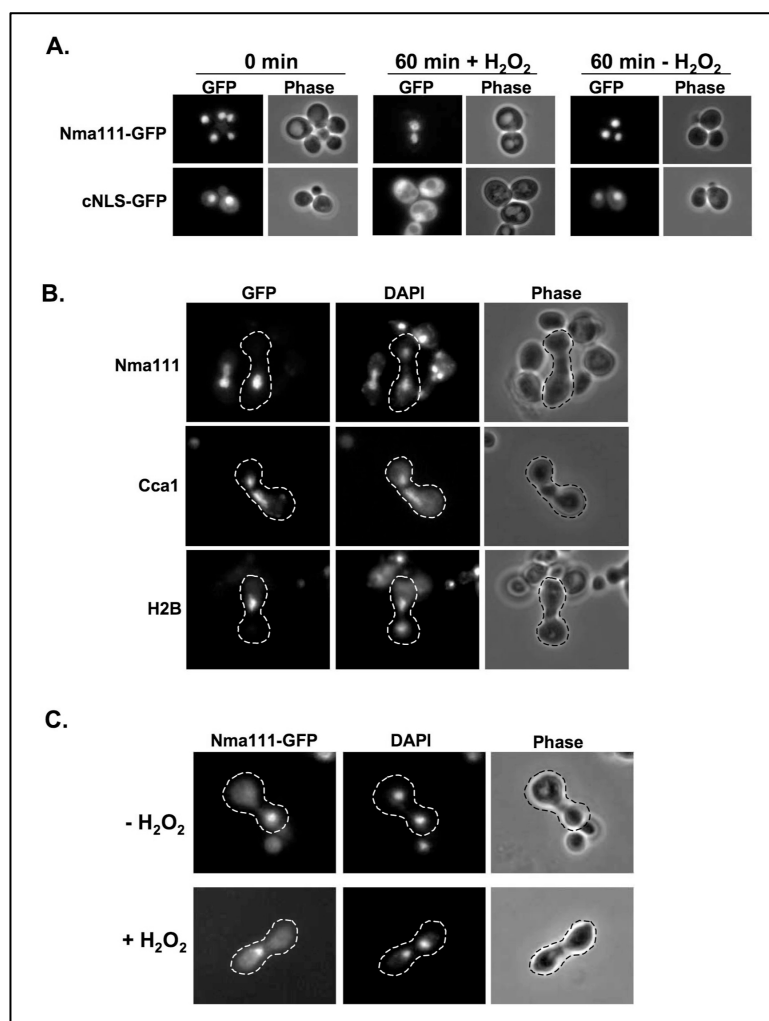 A.
0 min 60 min + H₂O₂ 60 min - H₂O₂
GFP Phase GFP Phase GFP Phase
Nma111-GFP
cNLS-GFP
B.
GFP DAPI Phase
Nma111
Cca1
H2B
C.
Nma111-GFP DAPI Phase
- H₂O₂
+ H₂O₂